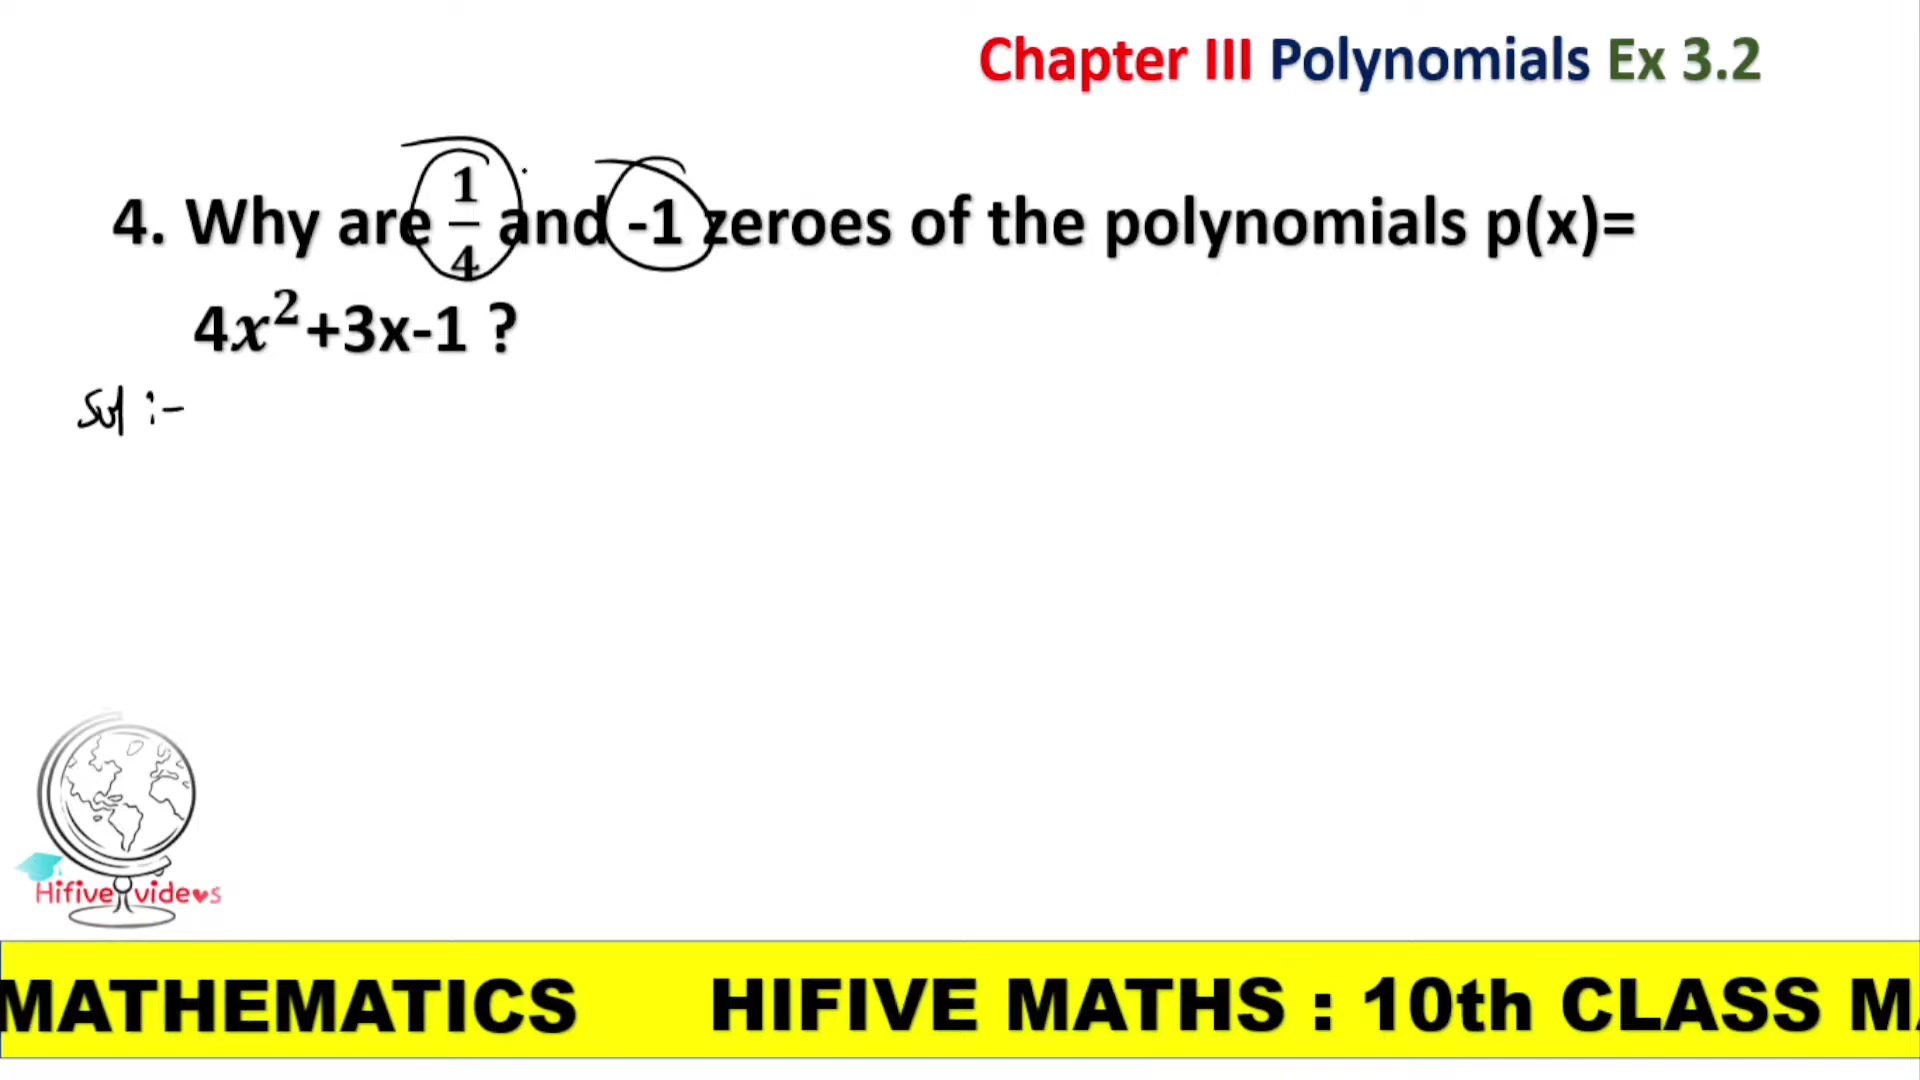 Chapter III Polynomials Ex 3.2
4. Why are 1/4 and -1 zeroes of the polynomials p(x)=
4x²+3x-1 ?
Sol :-
Hifive videos
MATHEMATICS HIFIVE MATHS : 10th CLASS MA